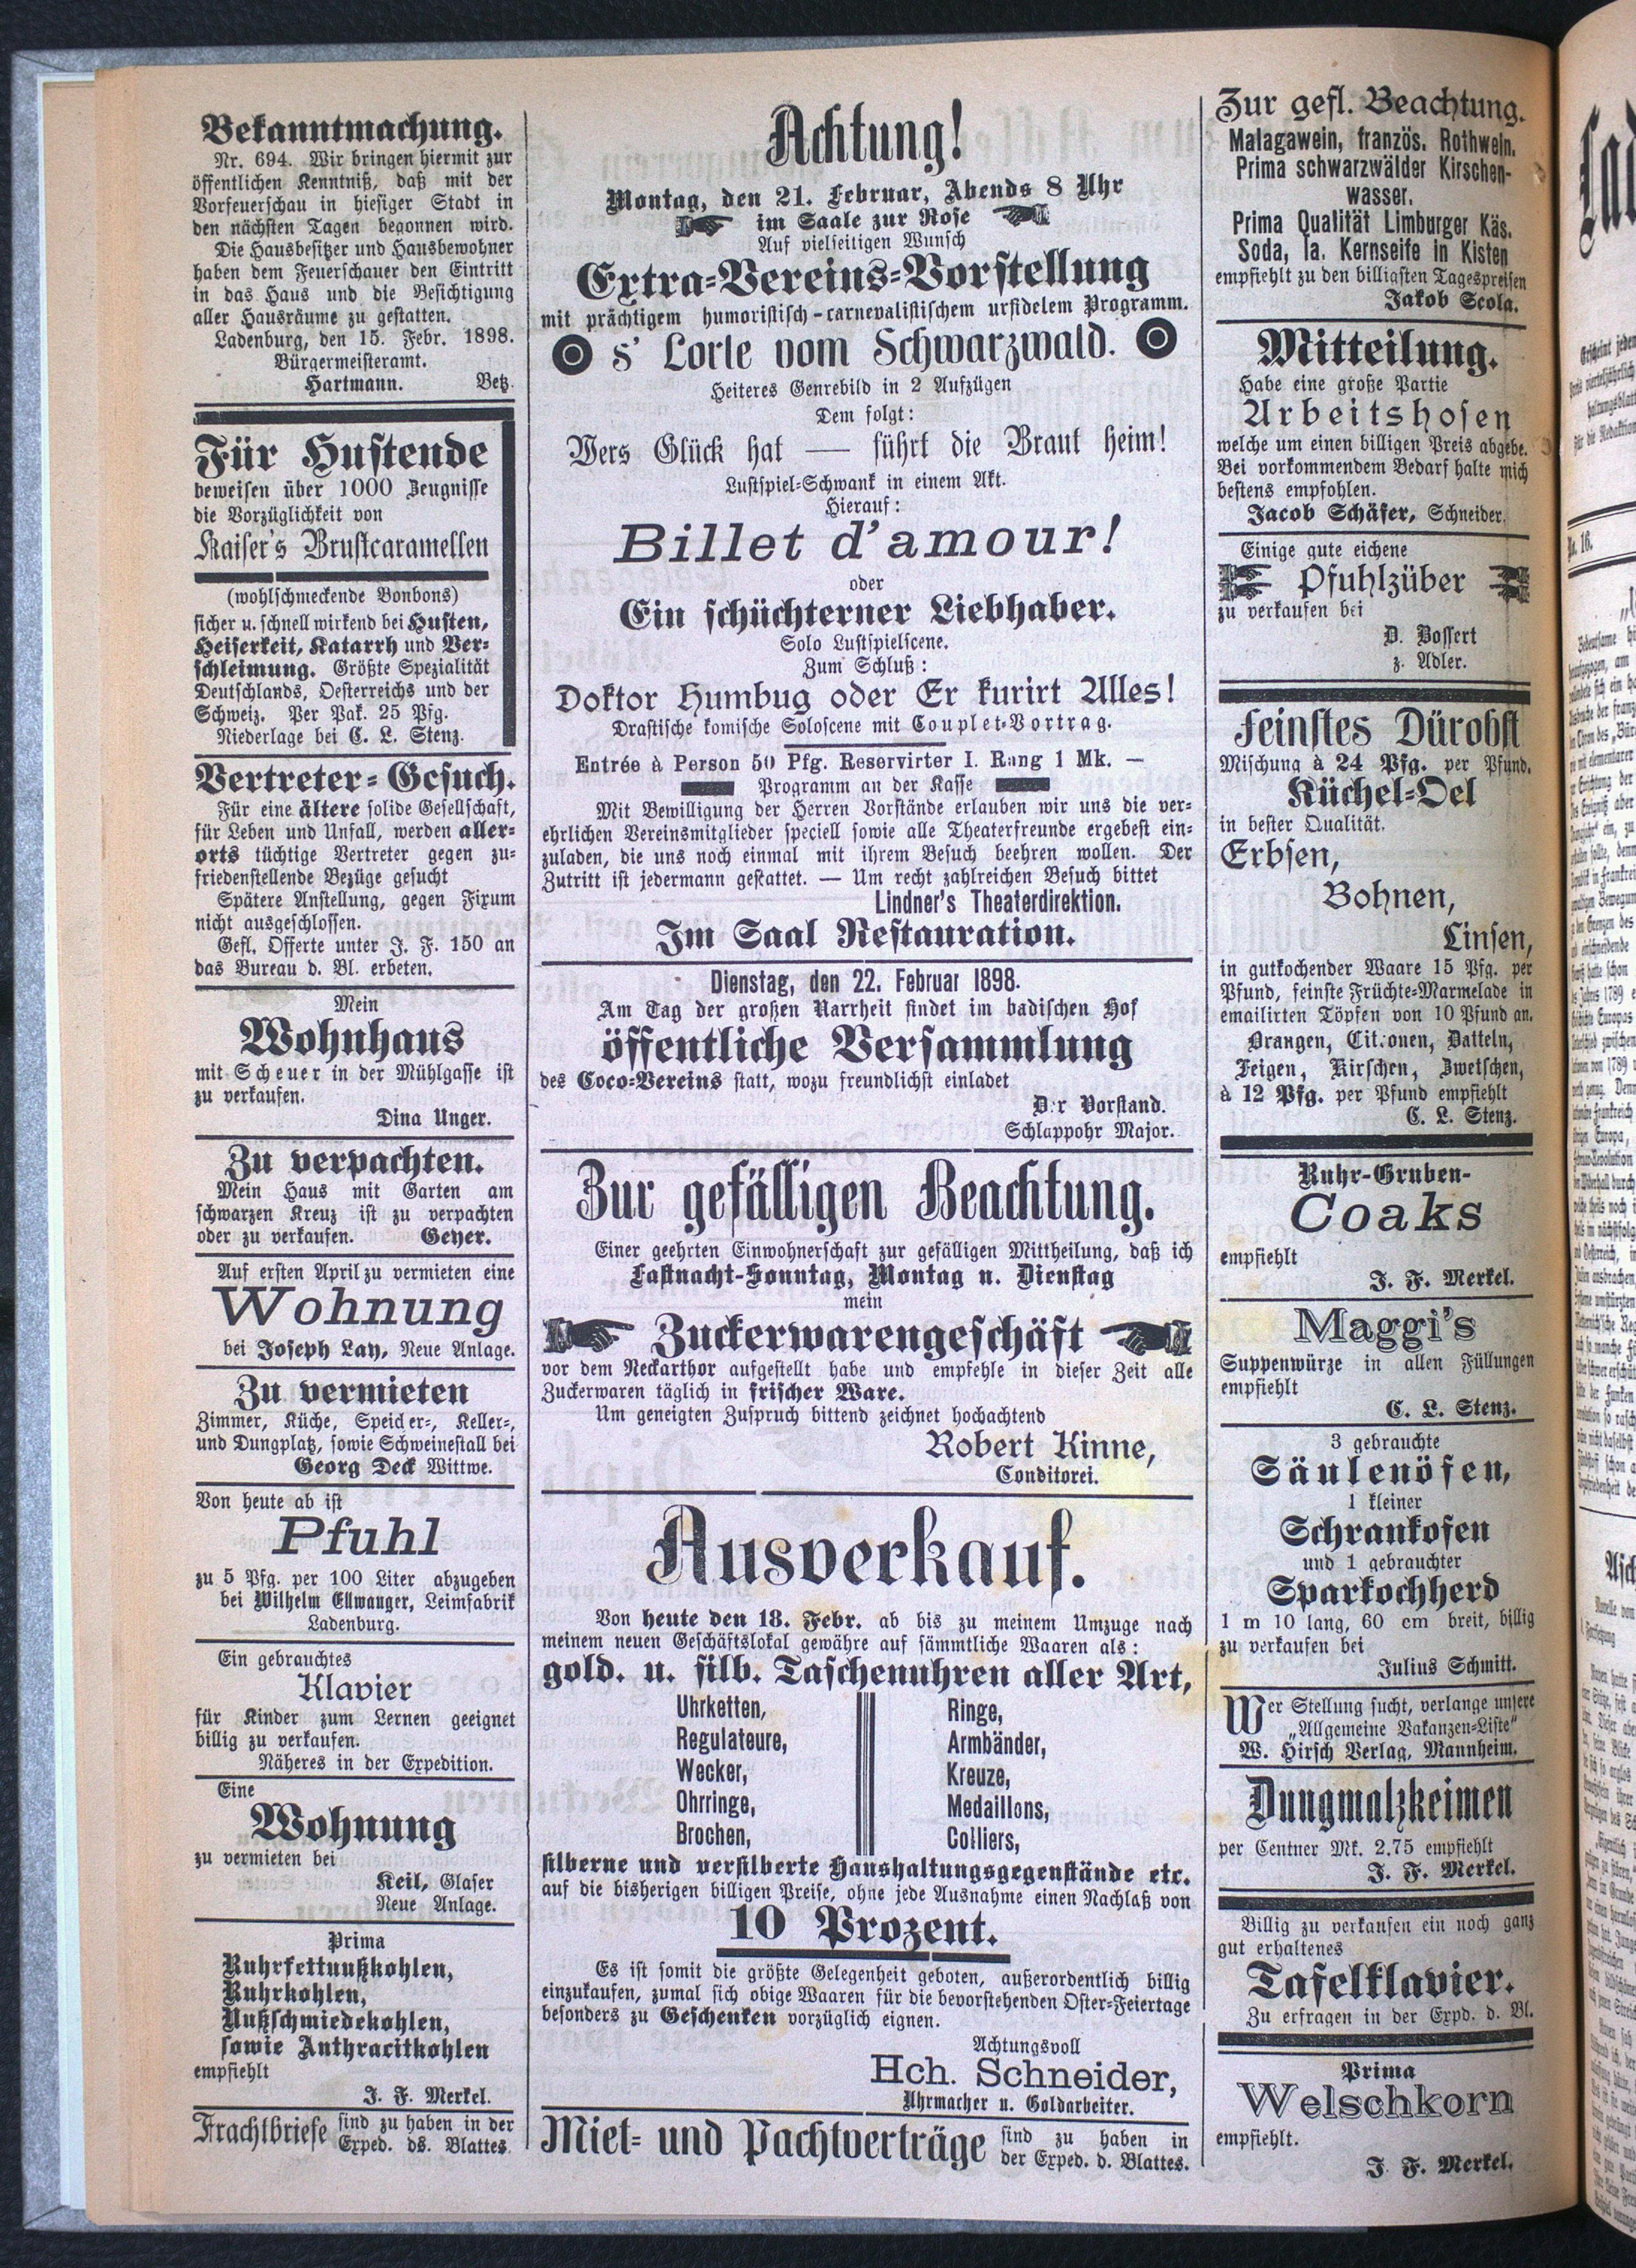 Bekanntmachung.
Nr. 694. Wir bringen hiermit zur
öffentlichen Kenntniß, daß mit der
Vorfeuerschau in hiesiger Stadt in
den nächsten Tagen begonnen wird.
Die Hausbesitzer und Hausbewohner
haben dem Feuerschauer den Eintritt
in das Haus und die Besichtigung
aller Hausräume zu gestatten.
Ladenburg, den 15. Febr. 1898.
Bürgermeisteramt.
Hartmann. Betz.
Für Hustende
beweisen über 1000 Zeugnisse
die Vorzüglichkeit von
Kaiser's Brustcaramellen
(wohlschmeckende Bonbons)
sicher u. schnell wirkend bei Husten,
Heiserkeit, Katarrh und Ver-
schleimung. Größte Spezialität
Deutschlands, Oesterreichs und der
Schweiz. Per Pak. 25 Pfg.
Niederlage bei C. L. Stenz.
Vertreter-Gesuch.
Für eine ältere solide Gesellschaft,
für Leben und Unfall, werden aller-
orts tüchtige Vertreter gegen zu-
friedenstellende Bezüge gesucht
Spätere Anstellung, gegen Fixum
nicht ausgeschlossen.
Gefl. Offerte unter J. F. 150 an
das Bureau d. Bl. erbeten.
Mein
Wohnhaus
mit Scheuer in der Mühlgasse ist
zu verkaufen.
Dina Unger.
Zu verpachten.
Mein Haus mit Garten am
schwarzen Kreuz ist zu verpachten
oder zu verkaufen. Geyer.
Auf ersten April zu vermieten eine
Wohnung
bei Joseph Lay, Neue Anlage.
Zu vermieten
Zimmer, Küche, Speicher-, Keller-,
und Dungplatz, sowie Schweinestall bei
Georg Deck Wittwe.
Von heute ab ist
Pfuhl
zu 5 Pfg. per 100 Liter abzugeben
bei Wilhelm Ellwanger, Leimfabrik
Ladenburg.
Ein gebrauchtes
Klavier
für Kinder zum Lernen geeignet
billig zu verkaufen.
Näheres in der Expedition.
Eine
Wohnung
zu vermieten bei
Keil, Glaser
Neue Anlage.
Prima
Ruhrfettnußkohlen,
Ruhrkohlen,
Nußschmiedekohlen,
sowie Anthracitkohlen
empfiehlt
J. F. Merkel.
Frachtbriefe sind zu haben in der
Exped. ds. Blattes
Achtung!
Montag, den 21. Februar, Abends 8 Uhr
im Saale zur Rose
Auf vielseitigen Wunsch
Extra-Vereins-Vorstellung
mit prächtigem humoristisch-carnevalistischem urfidelem Programm.
s' Lorle vom Schwarzwald.
Heiteres Genrebild in 2 Aufzügen
Dem folgt:
Wers Glück hat — führt die Braut heim!
Lustspiel-Schwank in einem Akt.
Hierauf:
Billet d'amour!
oder
Ein schüchterner Liebhaber.
Solo Lustspielscene.
Zum Schluß:
Doktor Humbug oder Er kurirt Alles!
Drastische komische Soloscene mit Couplet-Vortrag.
Entrée à Person 50 Pfg. Reservirter I. Rang 1 Mk. —
Programm an der Kasse
Mit Bewilligung der Herren Vorstände erlauben wir uns die ver-
ehrlichen Vereinsmitglieder speciell sowie alle Theaterfreunde ergebest ein-
zuladen, die uns noch einmal mit ihrem Besuch beehren wollen. Der
Zutritt ist jedermann gestattet. — Um recht zahlreichen Besuch bittet
Lindner's Theaterdirektion.
Im Saal Restauration.
Dienstag, den 22. Februar 1898.
Am Tag der großen Narrheit findet im badischen Hof
öffentliche Versammlung
des Coco-Vereins statt, wozu freundlichst einladet
Der Vorstand.
Schlappohr Major.
Zur gefälligen Beachtung.
Einer geehrten Einwohnerschaft zur gefälligen Mittheilung, daß ich
Fastnacht-Sonntag, Montag u. Dienstag
mein
Zuckerwarengeschäft
vor dem Neckarthor aufgestellt habe und empfehle in dieser Zeit alle
Zuckerwaren täglich in frischer Ware.
Um geneigten Zuspruch bittend zeichnet hochachtend
Robert Kinne,
Conditorei.
Ausverkauf.
Von heute den 18. Febr. ab bis zu meinem Umzuge nach
meinem neuen Geschäftslokal gewähre auf sämmtliche Waaren als:
gold. u. silb. Taschenuhren aller Art,
Uhrketten,
Regulateure,
Wecker,
Ohrringe,
Brochen,
Ringe,
Armbänder,
Kreuze,
Medaillons,
Colliers,
silberne und versilberte Haushaltungsgegenstände etc.
auf die bisherigen billigen Preise, ohne jede Ausnahme einen Nachlaß von
10 Prozent.
Es ist somit die größte Gelegenheit geboten, außerordentlich billig
einzukaufen, zumal sich obige Waaren für die bevorstehenden Oster-Feiertage
besonders zu Geschenken vorzüglich eignen.
Achtungsvoll
Hch. Schneider,
Uhrmacher u. Goldarbeiter.
Miet- und Pachtverträge sind zu haben in
der Exped. d. Blattes.
Zur gefl. Beachtung.
Malagawein, französ. Rothwein.
Prima schwarzwälder Kirschen-
wasser.
Prima Qualität Limburger Käs.
Soda, Ia. Kernseife in Kisten
empfiehlt zu den billigsten Tagespreisen
Jakob Scola.
Mitteilung.
Habe eine große Partie
Arbeitshosen
welche um einen billigen Preis abgebe.
Bei vorkommendem Bedarf halte mich
bestens empfohlen.
Jacob Schäfer, Schneider.
Einige gute eichene
Pfuhlzüber
zu verkaufen bei
D. Bossert
z. Adler.
Feinstes Dürobst
Mischung à 24 Pfg. per Pfund.
Küchel-Oel
in bester Qualität.
Erbsen,
Bohnen,
Linsen,
in gutkochender Waare 15 Pfg. per
Pfund, feinste Früchte-Marmelade in
emailirten Töpfen von 10 Pfund an.
Orangen, Citronen, Datteln,
Feigen, Kirschen, Zwetschen,
à 12 Pfg. per Pfund empfiehlt
C. L. Stenz.
Ruhr-Gruben-
Coaks
empfiehlt
J. F. Merkel.
Maggi's
Suppenwürze in allen Füllungen
empfiehlt
C. L. Stenz.
3 gebrauchte
Säulenöfen,
1 kleiner
Schrankofen
und 1 gebrauchter
Sparkochherd
1 m 10 lang, 60 cm breit, billig
zu verkaufen bei
Julius Schmitt.
Wer Stellung sucht, verlange unsere
„Allgemeine Vakanzen-Liste“
W. Hirsch Verlag, Mannheim.
Dungmalzkeimen
per Centner Mk. 2.75 empfiehlt
J. F. Merkel.
Billig zu verkaufen ein noch ganz
gut erhaltenes
Tafelklavier.
Zu erfragen in der Expd. d. Bl.
Prima
Welschkorn
empfiehlt.
J. F. Merkel.